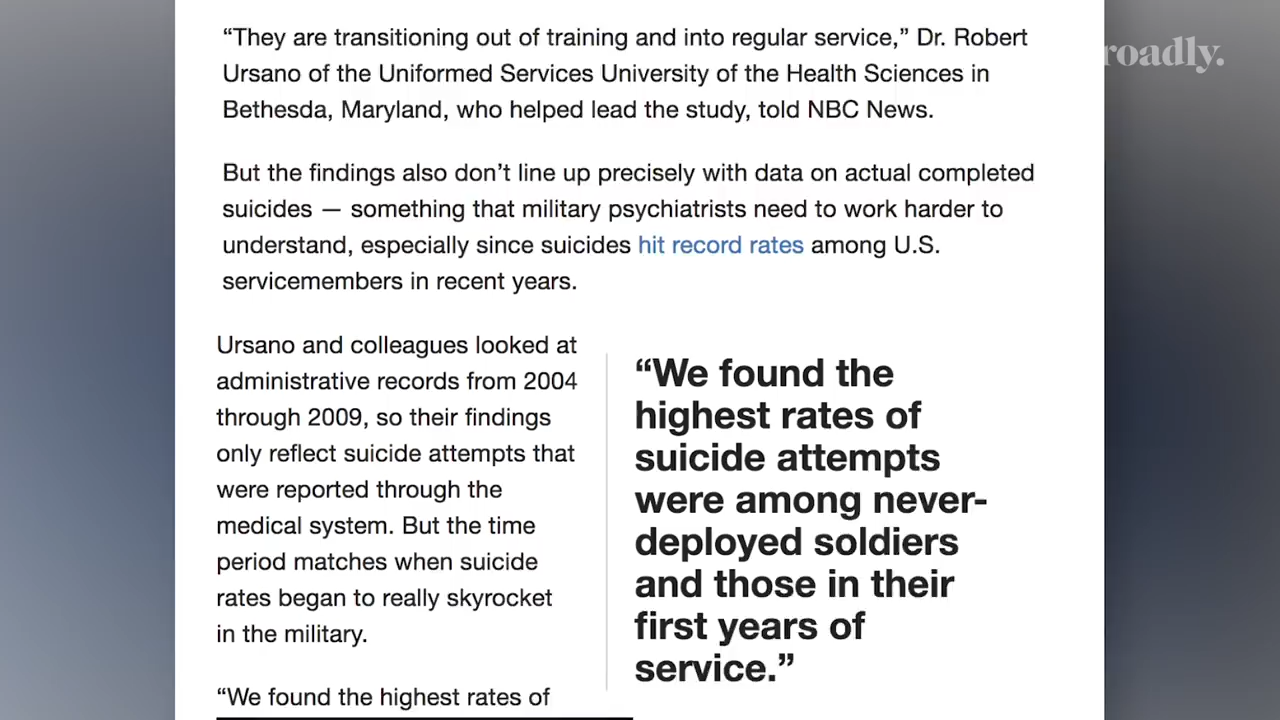 “They are transitioning out of training and into regular service,” Dr. Robert
Ursano of the Uniformed Services University of the Health Sciences in
Bethesda, Maryland, who helped lead the study, told NBC News.
But the findings also don’t line up precisely with data on actual completed
suicides — something that military psychiatrists need to work harder to
understand, especially since suicides hit record rates among U.S.
servicemembers in recent years.
Ursano and colleagues looked at
administrative records from 2004
through 2009, so their findings
only reflect suicide attempts that
were reported through the
medical system. But the time
period matches when suicide
rates began to really skyrocket
in the military.
“We found the highest rates of
“We found the
highest rates of
suicide attempts
were among never-
deployed soldiers
and those in their
first years of
service.”
roadly.